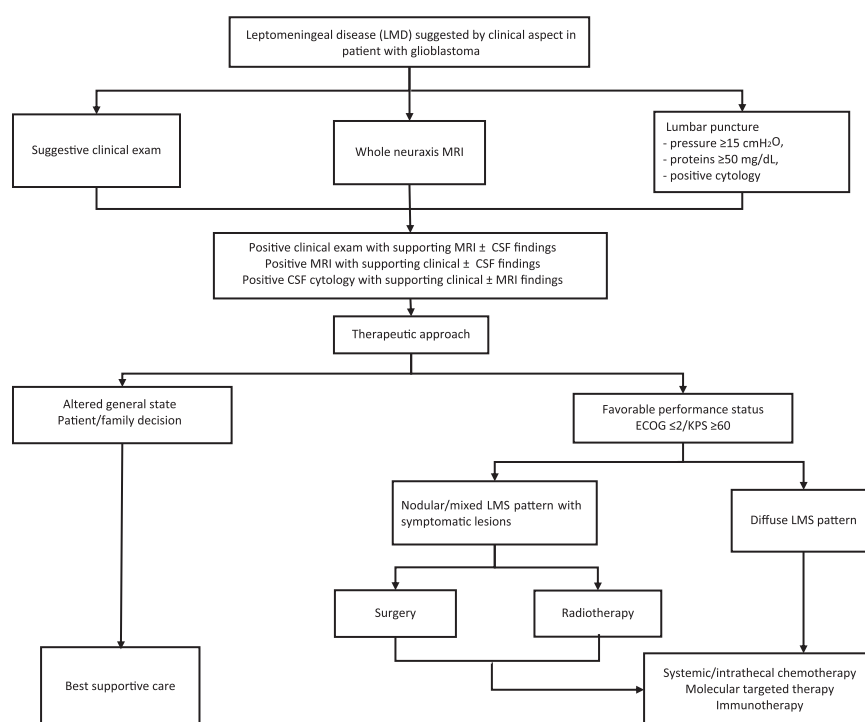 Leptomeningeal disease (LMD) suggested by clinical aspect in
patient with glioblastoma
Suggestive clinical exam
Whole neuraxis MRI
Lumbar puncture
- pressure ≥15 cmH₂O,
- proteins ≥50 mg/dL,
- positive cytology
Positive clinical exam with supporting MRI ± CSF findings
Positive MRI with supporting clinical ± CSF findings
Positive CSF cytology with supporting clinical ± MRI findings
Therapeutic approach
Altered general state
Patient/family decision
Favorable performance status
ECOG ≤2/KPS ≥60
Nodular/mixed LMS pattern with
symptomatic lesions
Diffuse LMS pattern
Surgery
Radiotherapy
Best supportive care
Systemic/intrathecal chemotherapy
Molecular targeted therapy
Immunotherapy